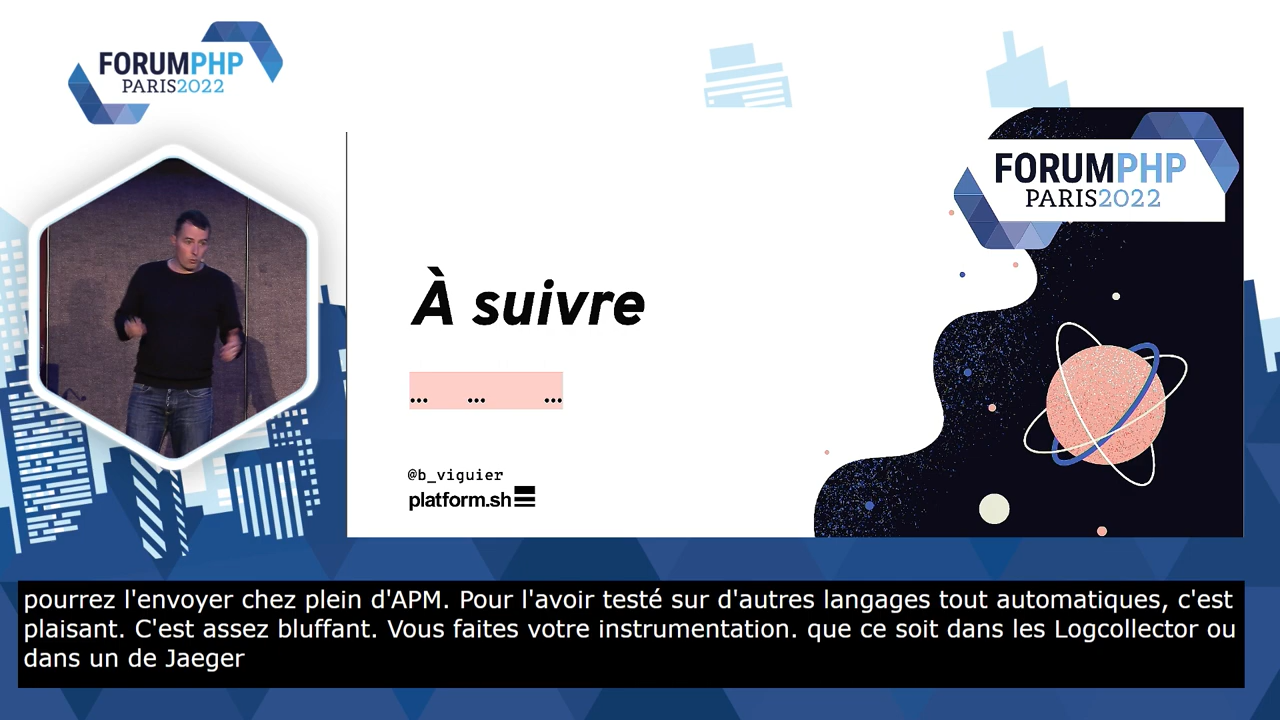 FORUMPHP
PARIS2022
FORUMPHP
PARIS2022
À suivre
... ... ...
@b_viguier
platform.sh
pourrez l'envoyer chez plein d'APM. Pour l'avoir testé sur d'autres langages tout automatiques, c'est
plaisant. C'est assez bluffant. Vous faites votre instrumentation. que ce soit dans les Logcollector ou
dans un de Jaeger